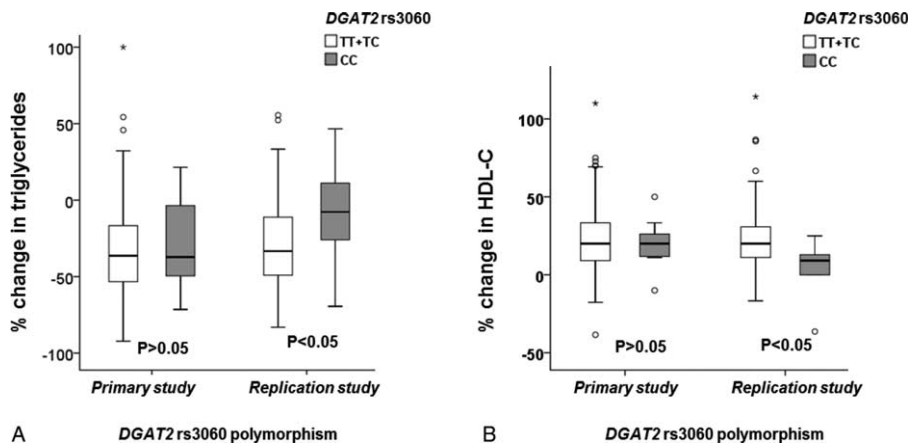 DGAT2 rs3060
TT+TC
CC
% change in triglycerides
100%
50
0
-50
-100
P>0.05
P<0.05
Primary study
Replication study
A
DGAT2 rs3060 polymorphism
DGAT2 rs3060
TT+TC
CC
% change in HDL-C
100%
50
0
-50
P>0.05
P<0.05
Primary study
Replication study
B
DGAT2 rs3060 polymorphism